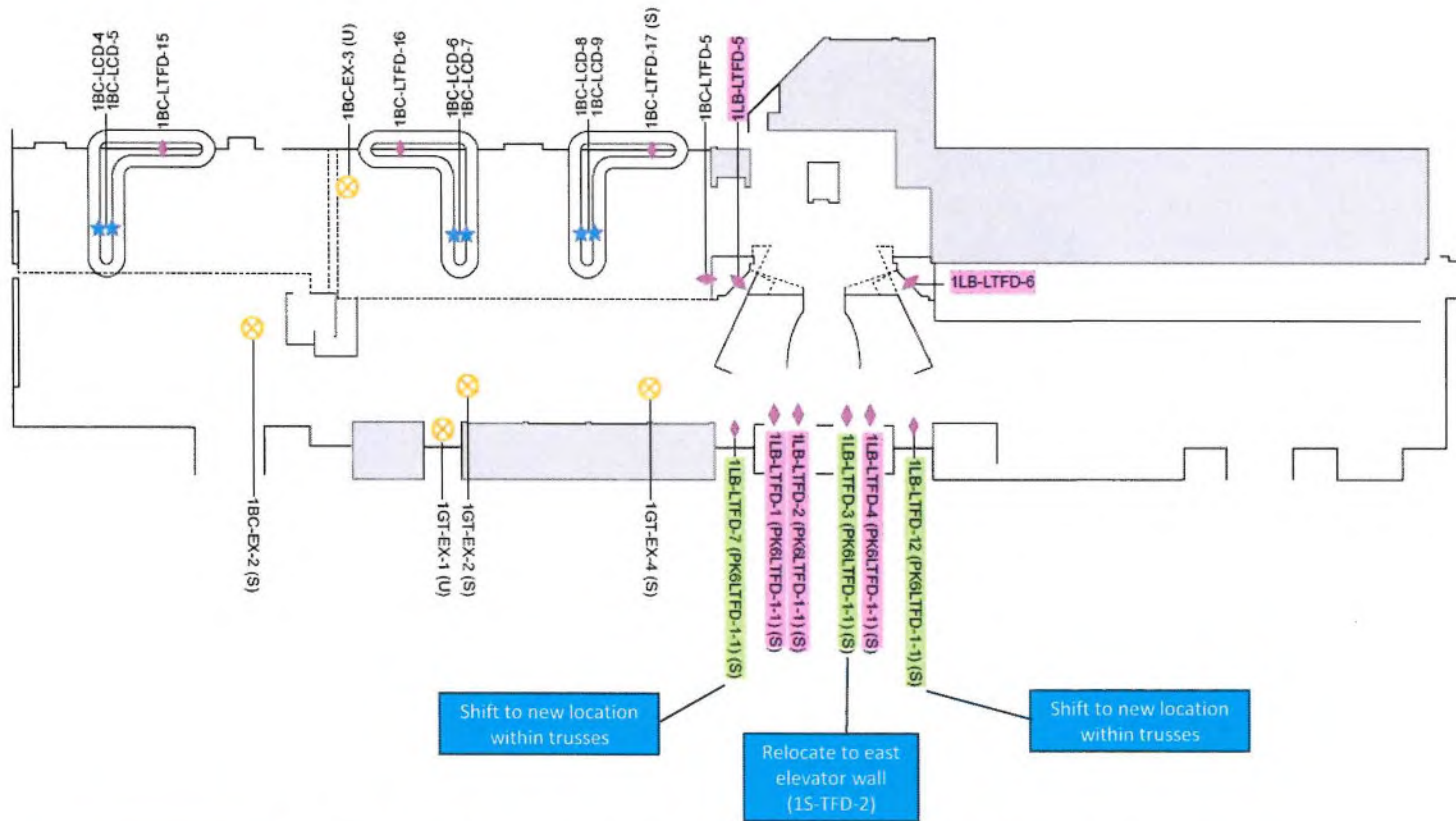 1BC-LCD-4
1BC-LCD-5
1BC-LTFD-15
1BC-EX-3 (U)
1BC-LTFD-16
1BC-LCD-6
1BC-LCD-7
1BC-LCD-8
1BC-LCD-9
1BC-LTFD-17 (S)
1BC-LTFD-5
1LB-LTFD-5
1LB-LTFD-6
1BC-EX-2 (S)
1GT-EX-1 (U)
1GT-EX-2 (S)
1GT-EX-4 (S)
1LB-LTFD-7 (PK6LTFD-1-1) (S)
1LB-LTFD-1 (PK6LTFD-1-1) (S)
1LB-LTFD-2 (PK6LTFD-1-1) (S)
1LB-LTFD-3 (PK6LTFD-1-1) (S)
1LB-LTFD-4 (PK6LTFD-1-1) (S)
1LB-LTFD-12 (PK6LTFD-1-1) (S)
Shift to new location
within trusses
Relocate to east
elevator wall
(1S-TFD-2)
Shift to new location
within trusses